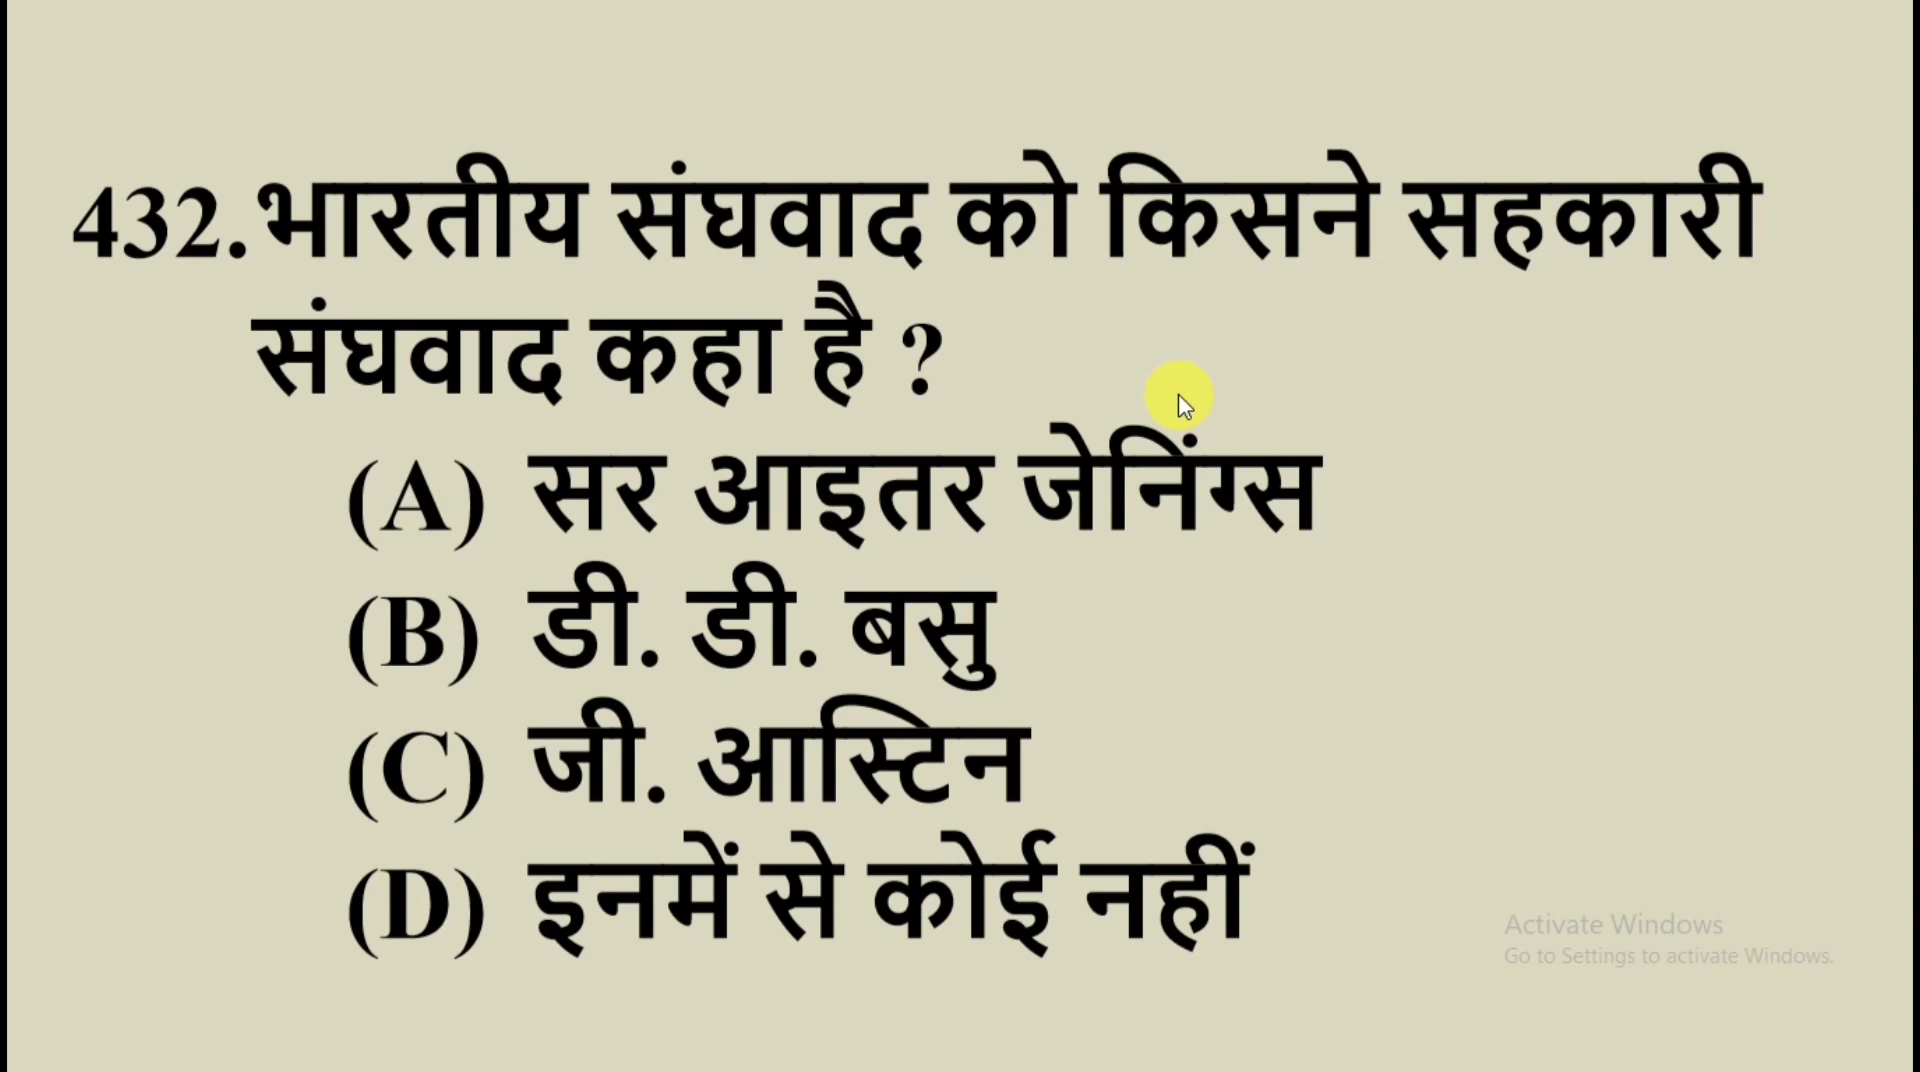 432.भारतीय संघवाद को किसने सहकारी
संघवाद कहा है ?
(A) सर आइतर जेनिंग्स
(B) डी. डी. बसु
(C) जी. आस्टिन
(D) इनमें से कोई नहीं
Activate Windows
Go to Settings to activate Windows.